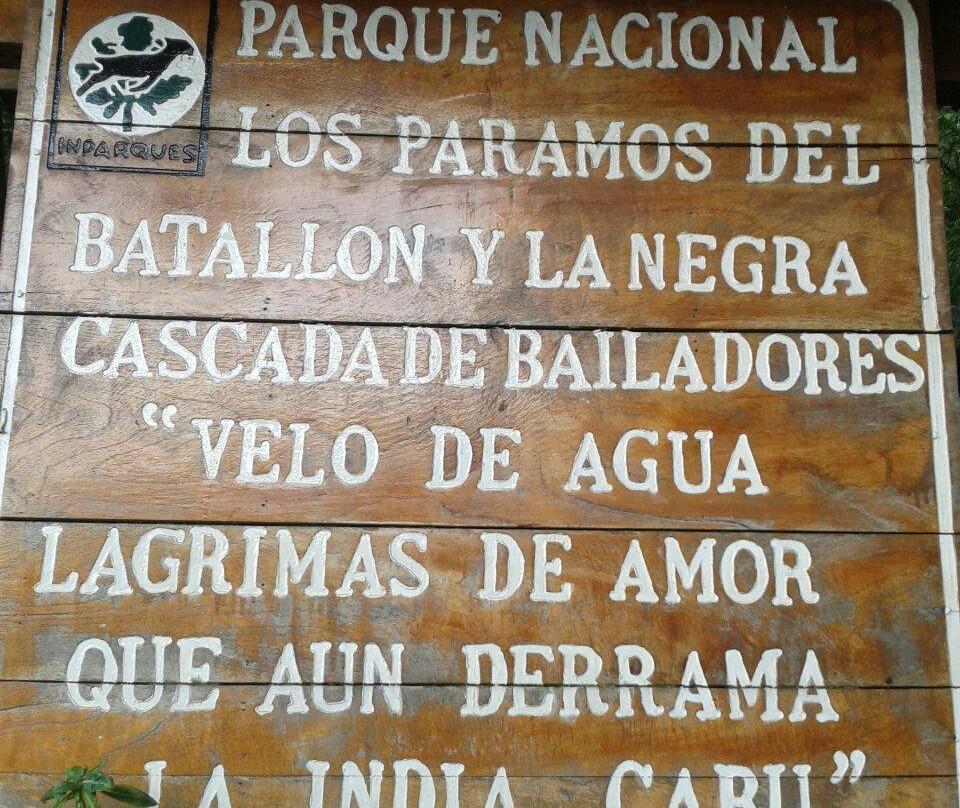 INPARQUES
PARQUE NACIONAL
LOS PARAMOS DEL
BATALLON Y LA NEGRA
CASCADA DE BAILADORES
“VELO DE AGUA
LAGRIMAS DE AMOR
QUE AUN DERRAMA
LA INDIA CARU”